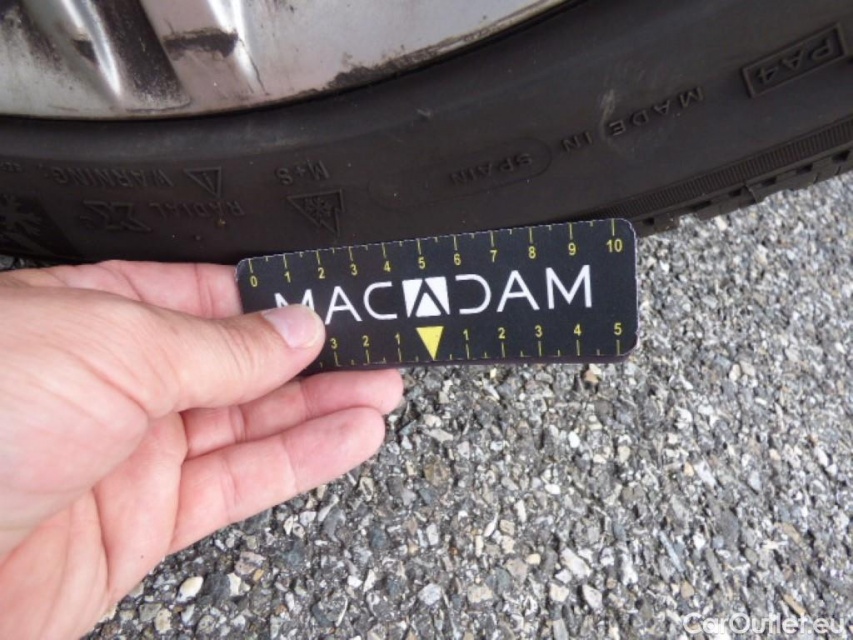 PA4
MADE IN
SPAIN
M+S
WARNING
RADIAL
0 1 2 3 4 5 6 7 8 9 10
MACADAM
3 2 1 1 2 3 4 5
CarOutlet.eu